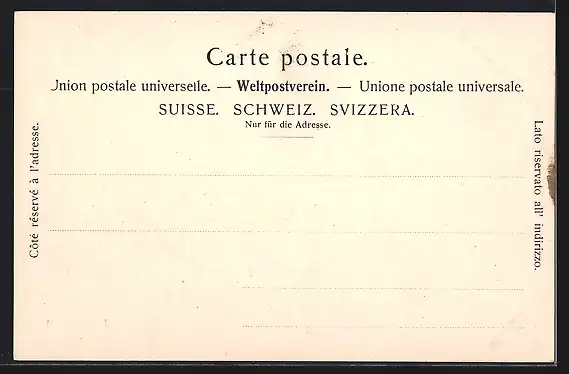 Carte postale.
Union postale universelle. — Weltpostverein. — Unione postale universale.
SUISSE. SCHWEIZ. SVIZZERA.
Nur für die Adresse.
Côté réservé à l'adresse.
Lato riservato all' indirizzo.